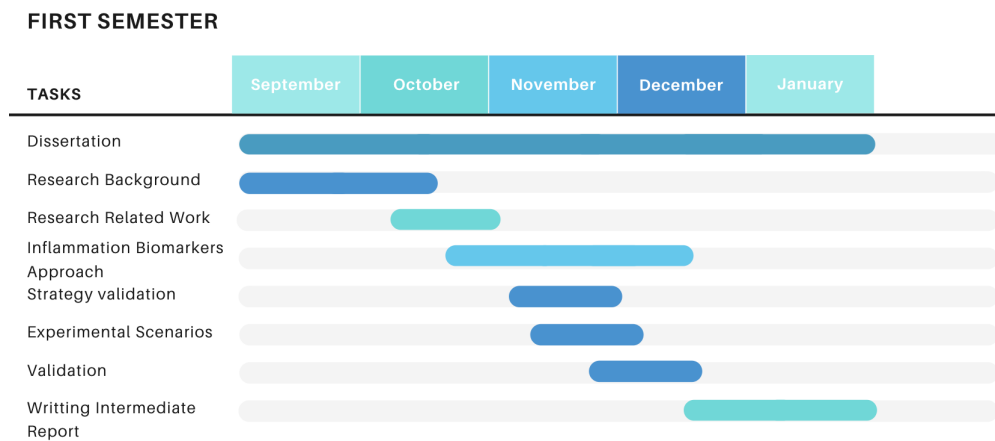 FIRST SEMESTER
TASKS
September
October
November
December
January
Dissertation
Research Background
Research Related Work
Inflammation Biomarkers
Approach
Strategy validation
Experimental Scenarios
Validation
Writting Intermediate
Report